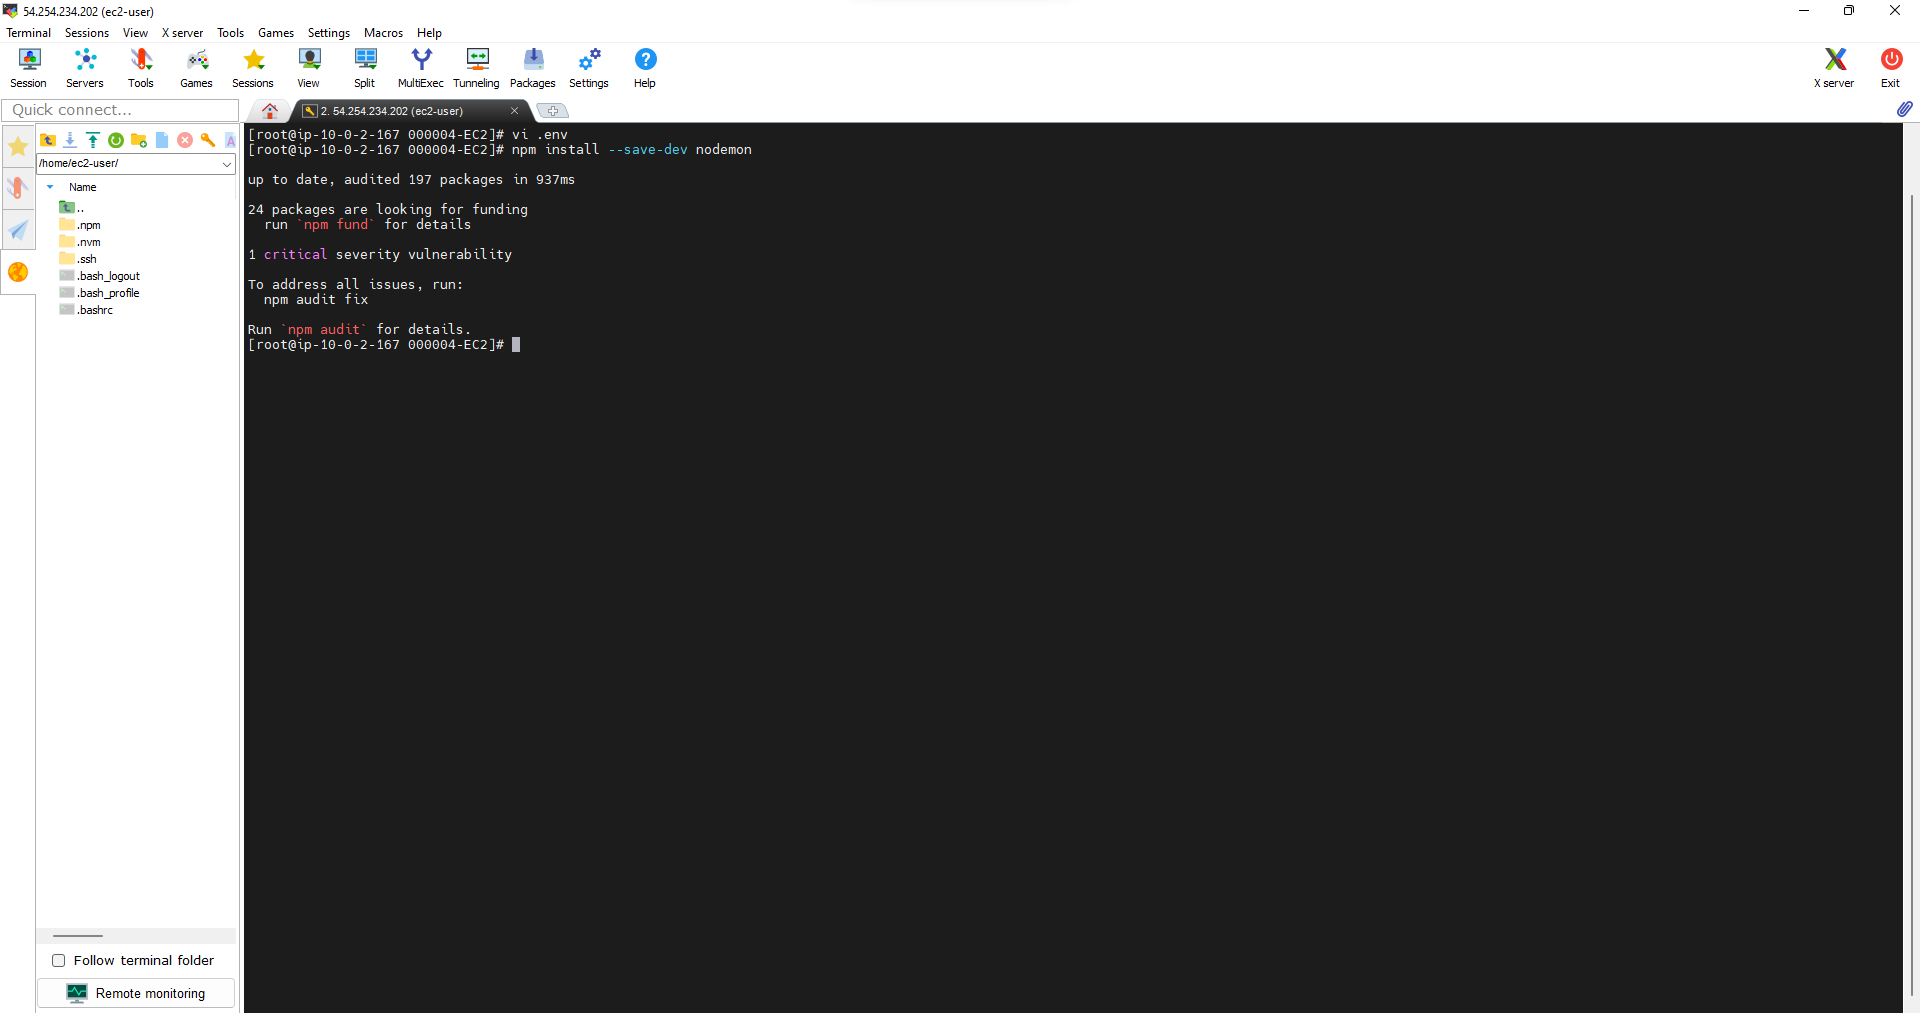 54.254.234.202 (ec2-user)
Terminal Sessions View X server Tools Games Settings Macros Help
Session Servers Tools Games Sessions View Split MultiExec Tunneling Packages Settings Help X server Exit
Quick connect...
2. 54.254.234.202 (ec2-user)
/home/ec2-user/
Name
..
.npm
.nvm
.ssh
.bash_logout
.bash_profile
.bashrc
Follow terminal folder
Remote monitoring
[root@ip-10-0-2-167 000004-EC2]# vi .env
[root@ip-10-0-2-167 000004-EC2]# npm install --save-dev nodemon
up to date, audited 197 packages in 937ms
24 packages are looking for funding
run `npm fund` for details
1 critical severity vulnerability
To address all issues, run:
npm audit fix
Run `npm audit` for details.
[root@ip-10-0-2-167 000004-EC2]#